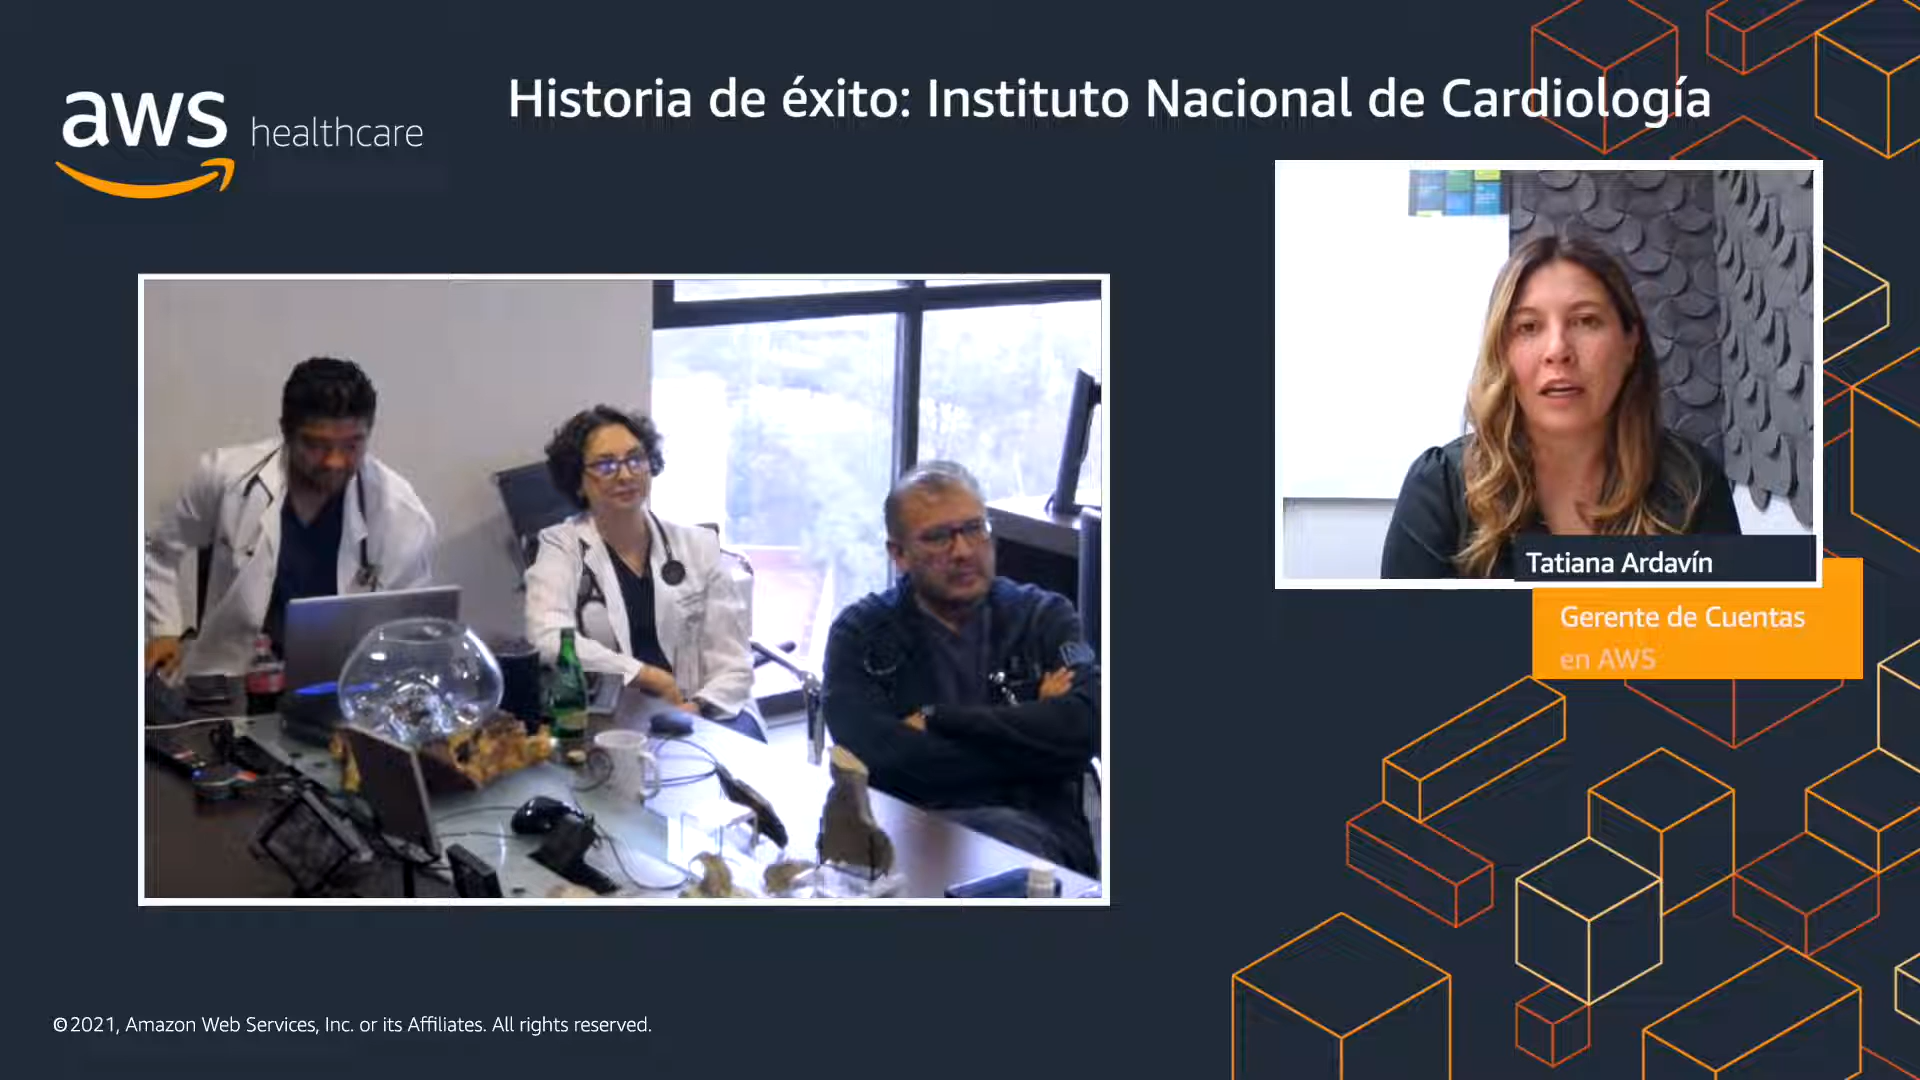 aws healthcare
Historia de éxito: Instituto Nacional de Cardiología
Tatiana Ardavín
Gerente de Cuentas
en AWS
©2021, Amazon Web Services, Inc. or its Affiliates. All rights reserved.